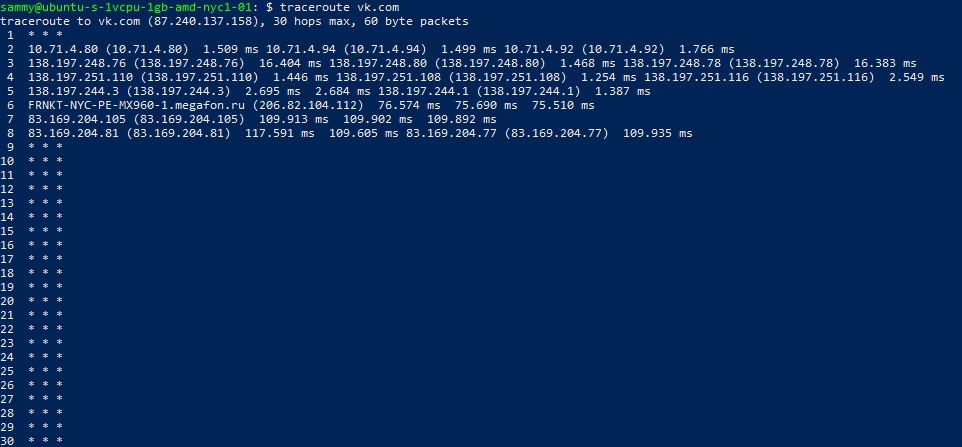 sammy@ubuntu-s-1vcpu-1gb-amd-nyc1-01: $ traceroute vk.com
traceroute to vk.com (87.240.137.158), 30 hops max, 60 byte packets
1 * * *
2 10.71.4.80 (10.71.4.80) 1.509 ms 10.71.4.94 (10.71.4.94) 1.499 ms 10.71.4.92 (10.71.4.92) 1.766 ms
3 138.197.248.76 (138.197.248.76) 16.404 ms 138.197.248.80 (138.197.248.80) 1.468 ms 138.197.248.78 (138.197.248.78) 16.383 ms
4 138.197.251.110 (138.197.251.110) 1.446 ms 138.197.251.108 (138.197.251.108) 1.254 ms 138.197.251.116 (138.197.251.116) 2.549 ms
5 138.197.244.3 (138.197.244.3) 2.695 ms 2.684 ms 138.197.244.1 (138.197.244.1) 1.387 ms
6 FRNKT-NYC-PE-MX960-1.megafon.ru (206.82.104.112) 76.574 ms 75.690 ms 75.510 ms
7 83.169.204.105 (83.169.204.105) 109.913 ms 109.902 ms 109.892 ms
8 83.169.204.81 (83.169.204.81) 117.591 ms 109.605 ms 83.169.204.77 (83.169.204.77) 109.935 ms
9 * * *
10 * * *
11 * * *
12 * * *
13 * * *
14 * * *
15 * * *
16 * * *
17 * * *
18 * * *
19 * * *
20 * * *
21 * * *
22 * * *
23 * * *
24 * * *
25 * * *
26 * * *
27 * * *
28 * * *
29 * * *
30 * * *